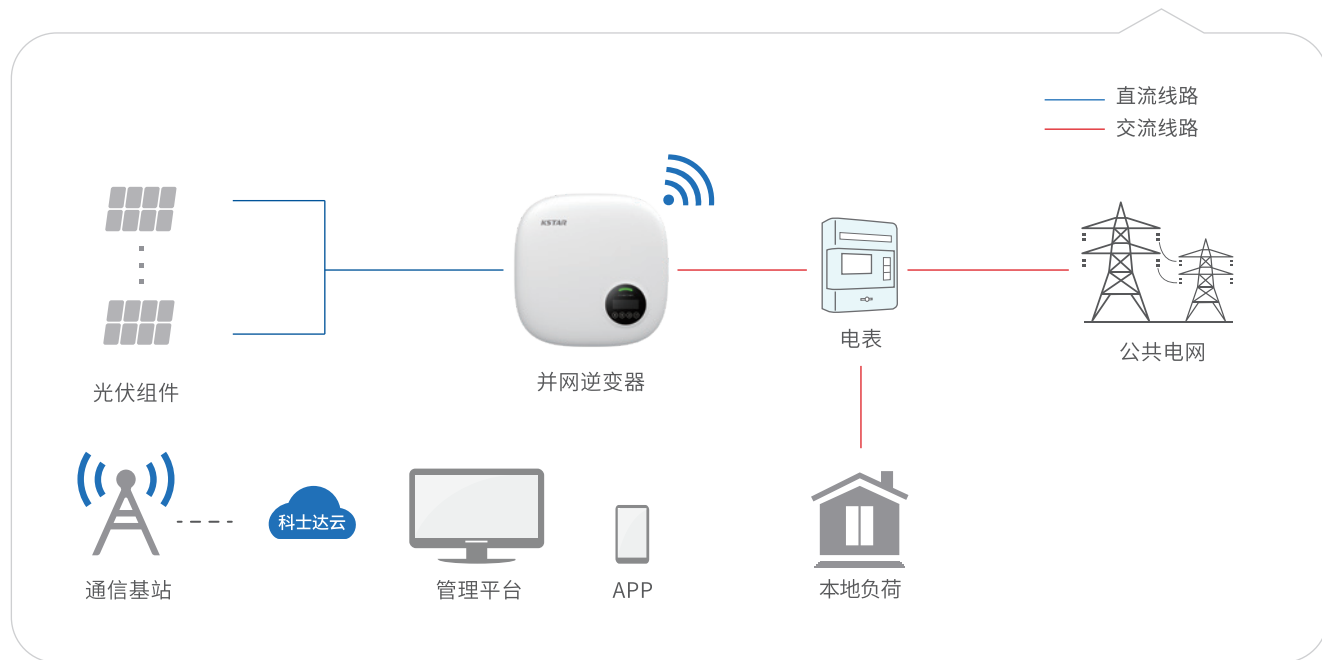 直流线路
交流线路
KSTAR
电表
公共电网
并网逆变器
光伏组件
科士达云
通信基站
管理平台
APP
本地负荷